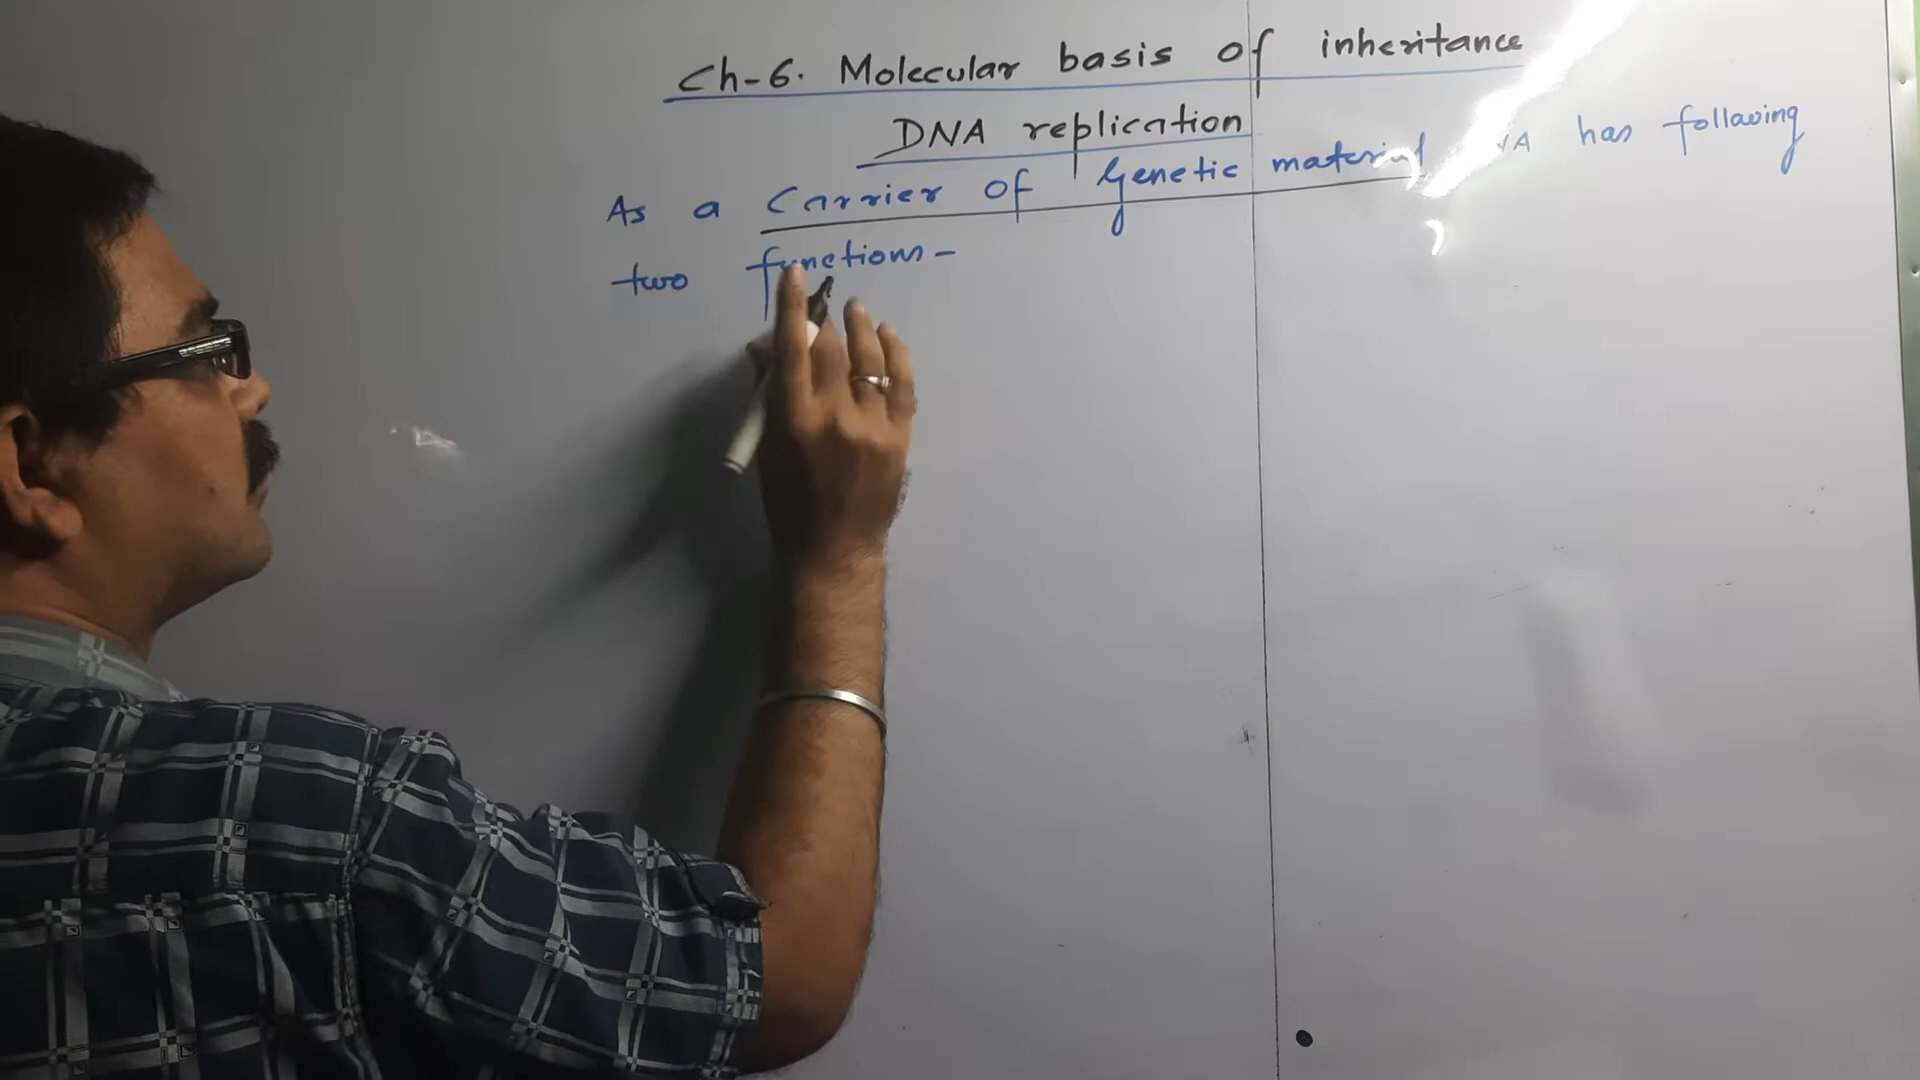 Ch-6. Molecular basis of inheritance
DNA replication
As a Carrier of Genetic material has following
two functions-